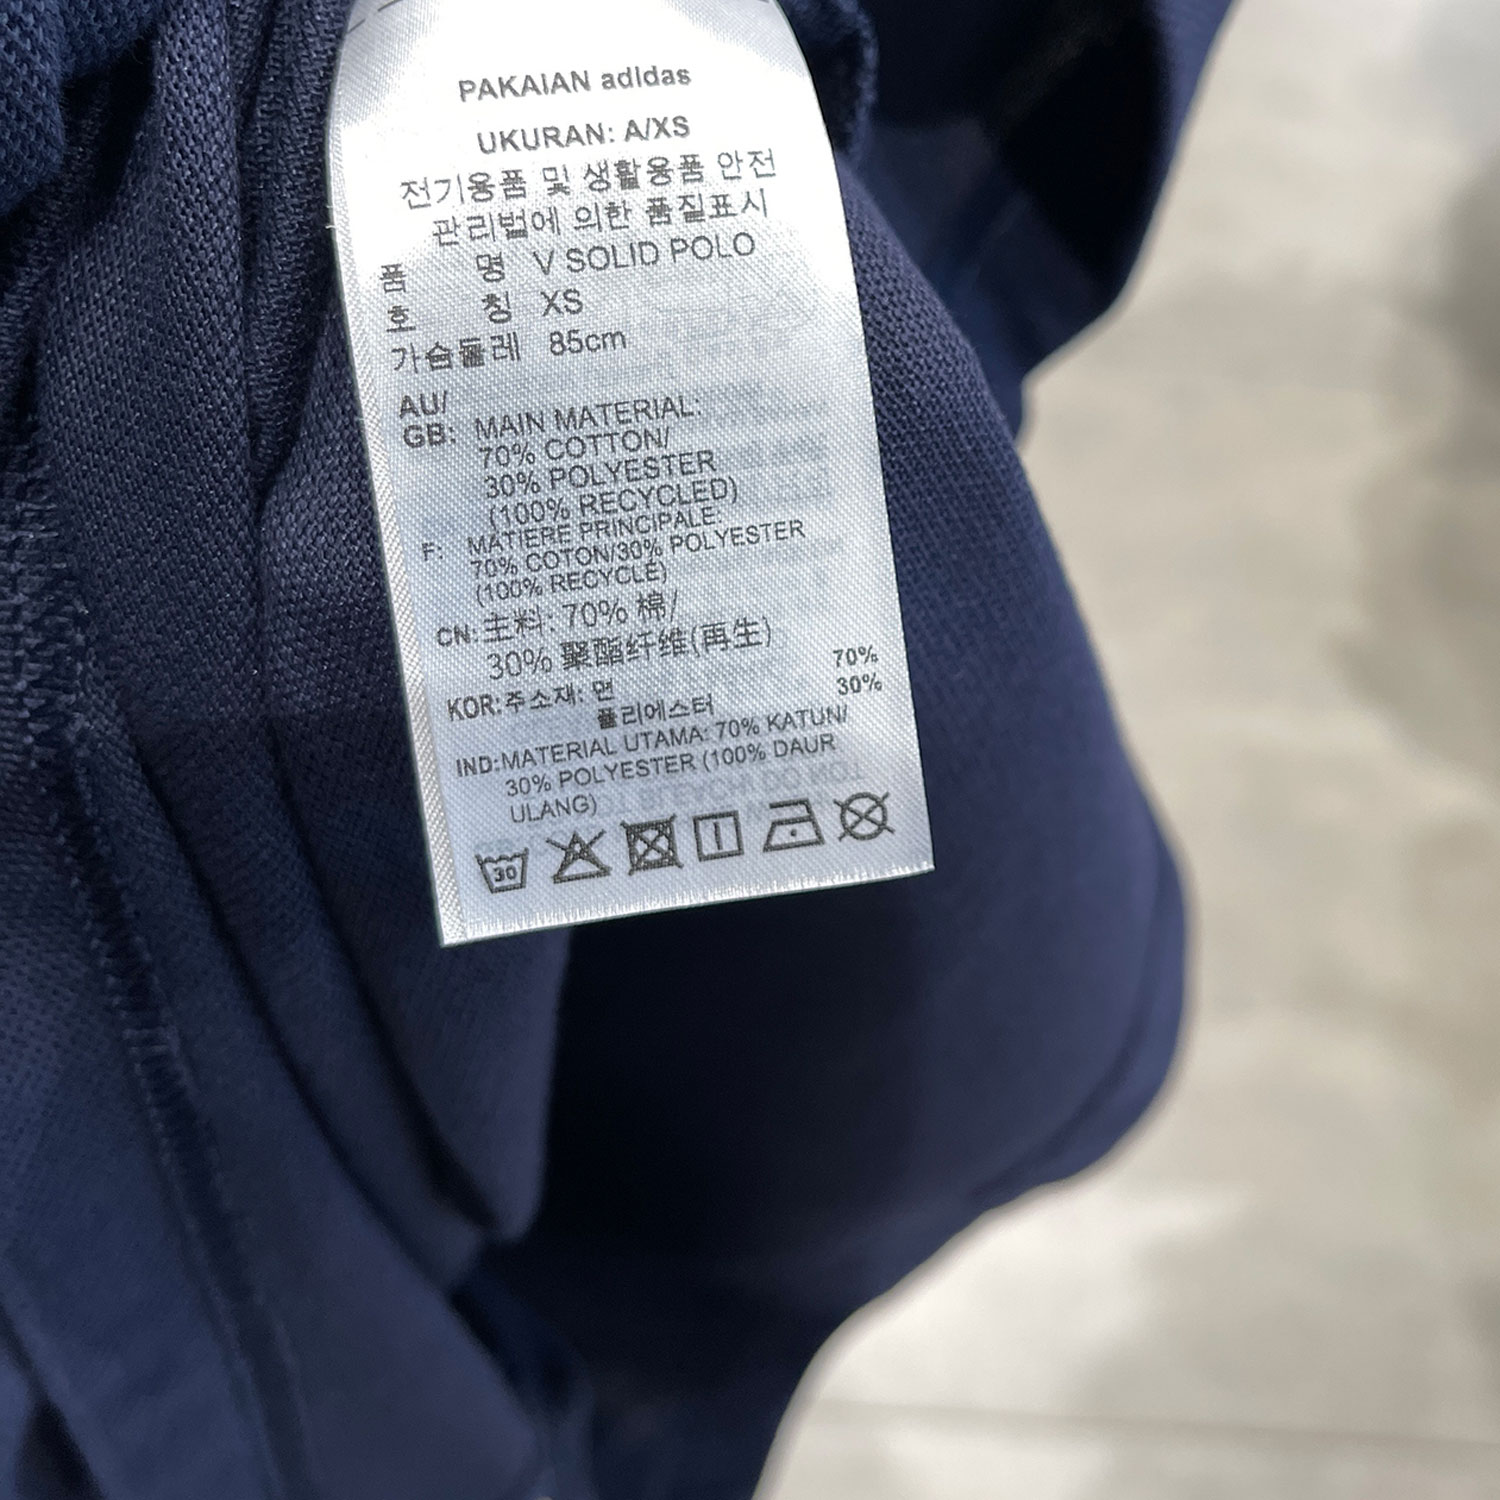 PAKAIAN adidas
UKURAN: A/XS
전기용품 및 생활용품 안전
관리법에 의한 품질표시
품 명 V SOLID POLO
호 칭 XS
가슴둘레 85cm
AU/
GB: MAIN MATERIAL:
70% COTTON/
30% POLYESTER
(100% RECYCLED)
F: MATIERE PRINCIPALE:
70% COTON/30% POLYESTER
(100% RECYCLÉ)
CN: 主料: 70% 棉/
30% 聚酯纤维(再生)
KOR: 주소재: 면 70%
폴리에스터 30%
IND: MATERIAL UTAMA: 70% KATUN/
30% POLYESTER (100% DAUR
ULANG)
30